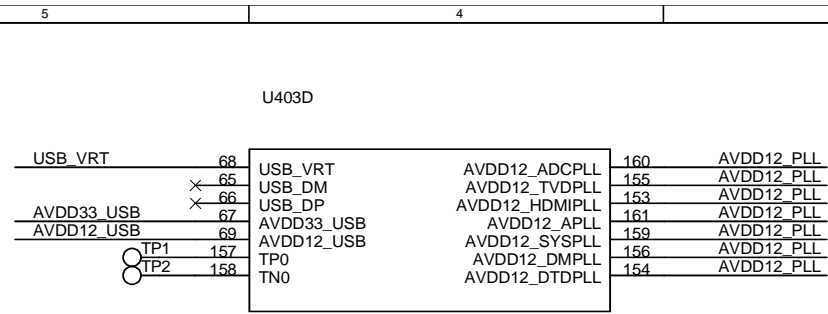 5 4
U403D
USB_VRT 68 USB_VRT AVDD12_ADCPLL 160 AVDD12_PLL
65 USB_DM AVDD12_TVDPLL 155 AVDD12_PLL
66 USB_DP AVDD12_HDMIPLL 153 AVDD12_PLL
AVDD33_USB 67 AVDD33_USB AVDD12_APLL 161 AVDD12_PLL
AVDD12_USB 69 AVDD12_USB AVDD12_SYSPLL 159 AVDD12_PLL
TP1 157 TP0 AVDD12_DMPLL 156 AVDD12_PLL
TP2 158 TN0 AVDD12_DTDPLL 154 AVDD12_PLL